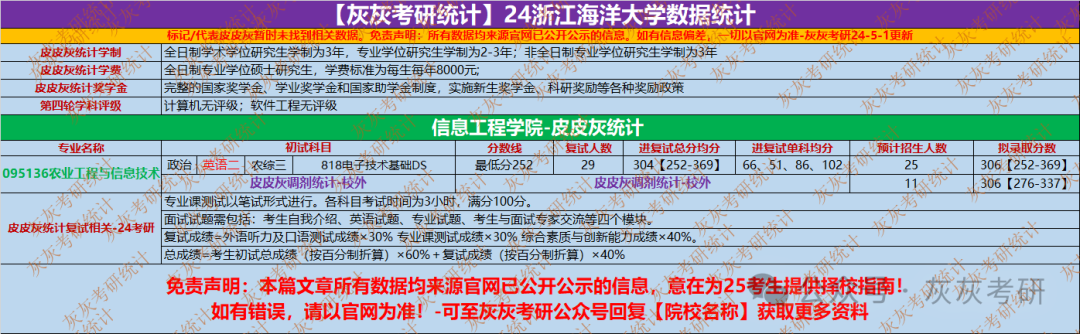 【灰灰考研统计】24浙江海洋大学数据统计
标记/代表皮皮灰暂时未找到相关数据。免责声明：所有数据均来源官网已公开公示的信息。如有信息偏差，一切以官网为准-灰灰考研24-5-1更新
皮皮灰统计学制 全日制学术学位研究生学制为3年，专业学位研究生学制为2-3年；非全日制专业学位研究生学制为3年
皮皮灰统计学费 全日制专业学位硕士研究生，学费标准为每生每年8000元;
皮皮灰统计奖学金 完整的国家奖学金、学业奖学金和国家助学金制度，实施新生奖学金、科研奖励等各种奖励政策
第四轮学科评级 计算机无评级；软件工程无评级
信息工程学院-皮皮灰统计
专业名称 初试科目 分数线 复试人数 进复试总分均分 进复试单科均分 预计招生人数 拟录取分数
095136农业工程与信息技术 政治 英语二 农综三 818电子技术基础DS 最低分252 29 304【252-369】 66、51、86、102 25 306【252-369】
皮皮灰调剂统计-校外 皮皮灰调剂统计-校外 11 306【276-337】
皮皮灰统计复试相关-24考研
专业课测试以笔试形式进行。各科目考试时间为3小时，满分100分。
面试试题需包括：考生自我介绍、英语试题、专业试题、考生与面试专家交流等四个模块。
复试成绩=外语听力及口语测试成绩×30% 专业课测试成绩×30% 综合素质与创新能力成绩×40%。
总成绩=考生初试总成绩（按百分制折算）×60%＋复试成绩（按百分制折算）×40%
免责声明：本篇文章所有数据均来源官网已公开公示的信息，意在为25考生提供择校指南！
如有错误，请以官网为准！-可至灰灰考研公众号回复【院校名称】获取更多资料
公众号·灰灰考研